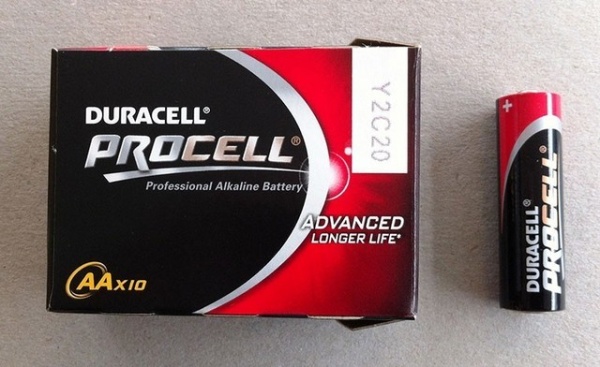 DURACELL®
PROCELL®
Professional Alkaline Battery
ADVANCED
LONGER LIFE*
AAx10
Y2C20
+
DURACELL®
PROCELL®